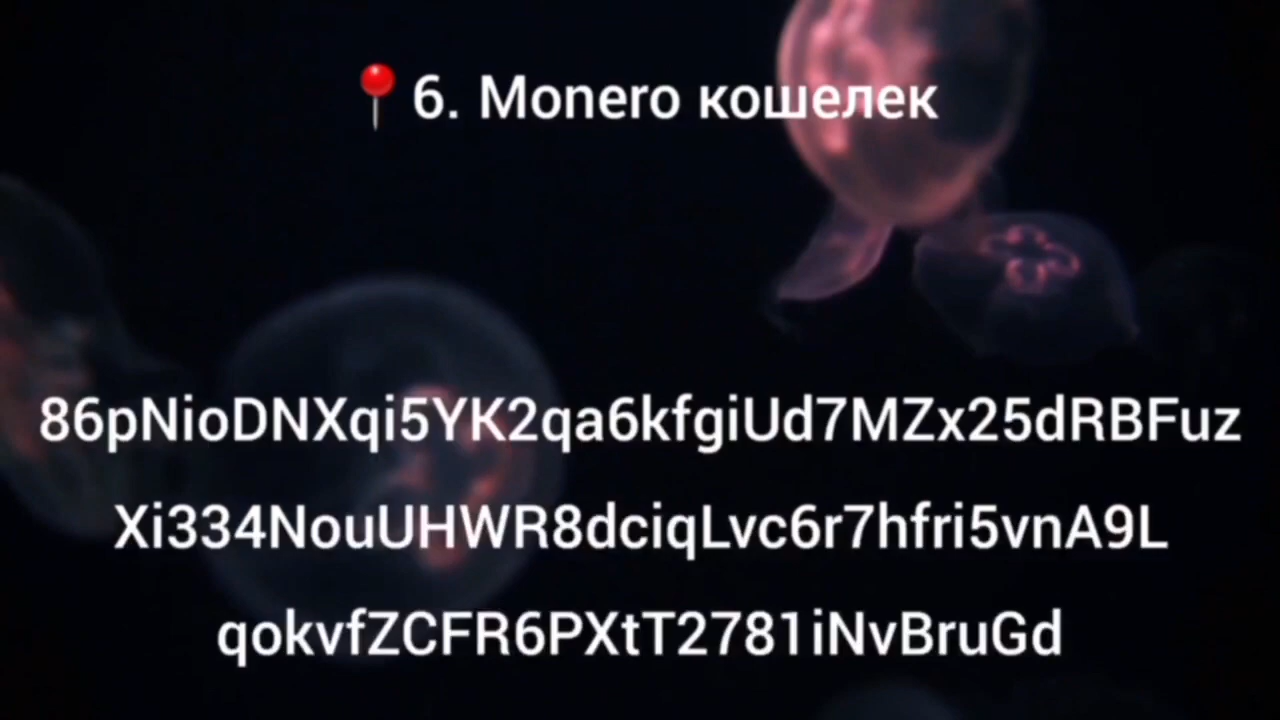 📍6. Monero кошелек
86pNioDNXqi5YK2qa6kfgiUd7MZx25dRBFuz
Xi334NouUHWR8dciqLvc6r7hfri5vnA9L
qokvfZCFR6PXtT2781iNvBruGd